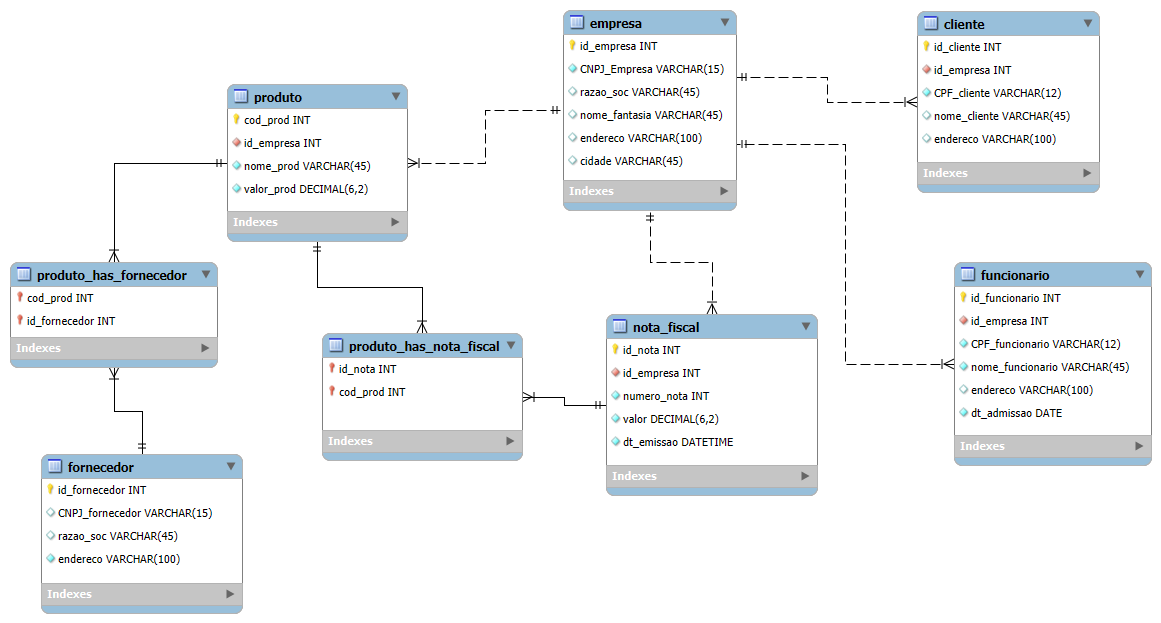 empresa
id_empresa INT
CNPJ_Empresa VARCHAR(15)
razao_soc VARCHAR(45)
nome_fantasia VARCHAR(45)
endereco VARCHAR(100)
cidade VARCHAR(45)
Indexes
cliente
id_cliente INT
id_empresa INT
CPF_cliente VARCHAR(12)
nome_cliente VARCHAR(45)
endereco VARCHAR(100)
Indexes
produto
cod_prod INT
id_empresa INT
nome_prod VARCHAR(45)
valor_prod DECIMAL(6,2)
Indexes
produto_has_fornecedor
cod_prod INT
id_fornecedor INT
Indexes
funcionario
id_funcionario INT
id_empresa INT
CPF_funcionario VARCHAR(12)
nome_funcionario VARCHAR(45)
endereco VARCHAR(100)
dt_admissao DATE
Indexes
nota_fiscal
id_nota INT
id_empresa INT
numero_nota INT
valor DECIMAL(6,2)
dt_emissao DATETIME
Indexes
produto_has_nota_fiscal
id_nota INT
cod_prod INT
Indexes
fornecedor
id_fornecedor INT
CNPJ_fornecedor VARCHAR(15)
razao_soc VARCHAR(45)
endereco VARCHAR(100)
Indexes